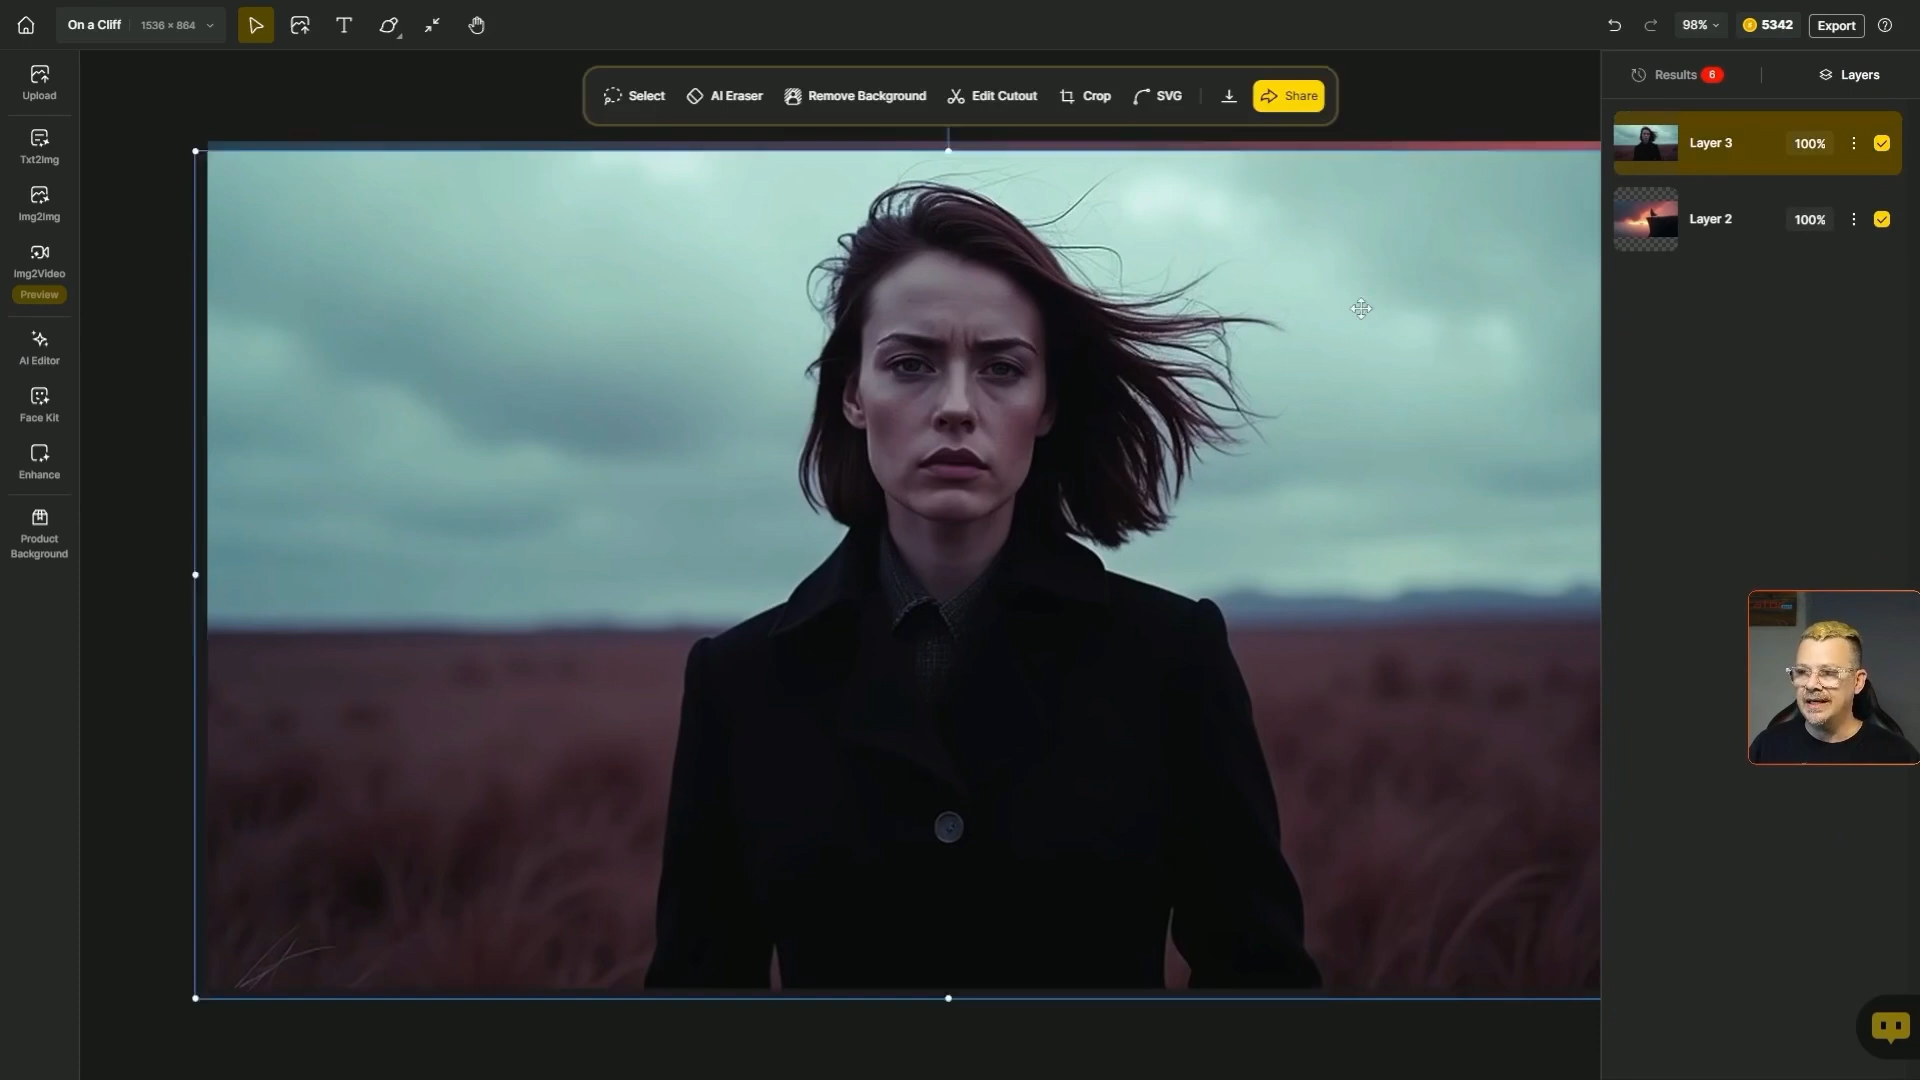 On a Cliff
1536 × 864
98%
5342
Export
Upload
Txt2Img
Img2Img
Img2Video
Preview
AI Editor
Face Kit
Enhance
Product
Background
Select
AI Eraser
Remove Background
Edit Cutout
Crop
SVG
Share
Results 6
Layers
Layer 3
100%
Layer 2
100%